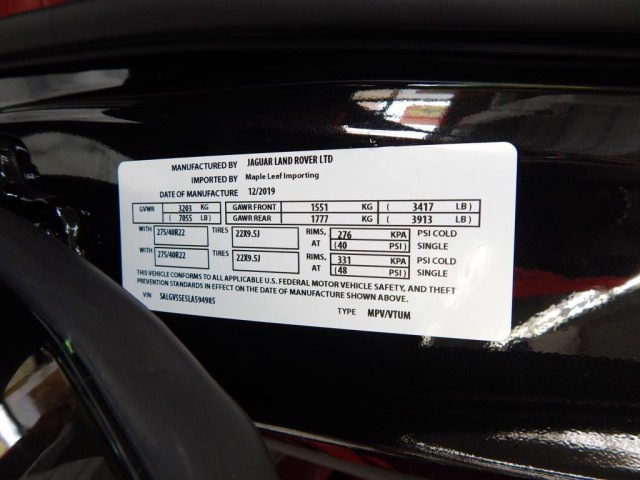 MANUFACTURED BY JAGUAR LAND ROVER LTD
IMPORTED BY Maple Leaf Importing
DATE OF MANUFACTURE 12/2019
GVWR 3203 KG GAWR FRONT 1551 KG ( 3417 LB )
( 7055 LB ) GAWR REAR 1777 KG ( 3913 LB )
WITH 275/40R22 TIRES 22X9.5J RIMS, 276 KPA PSI COLD
AT (40 PSI ) SINGLE
WITH 275/40R22 TIRES 22X9.5J RIMS, 331 KPA PSI COLD
AT (48 PSI ) SINGLE
THIS VEHICLE CONFORMS TO ALL APPLICABLE U.S. FEDERAL MOTOR VEHICLE SAFETY, AND THEFT
PREVENTION STANDARDS IN EFFECT ON THE DATE OF MANUFACTURE SHOWN ABOVE.
VIN SALGV5SE5LA594985
TYPE MPV/VTUM